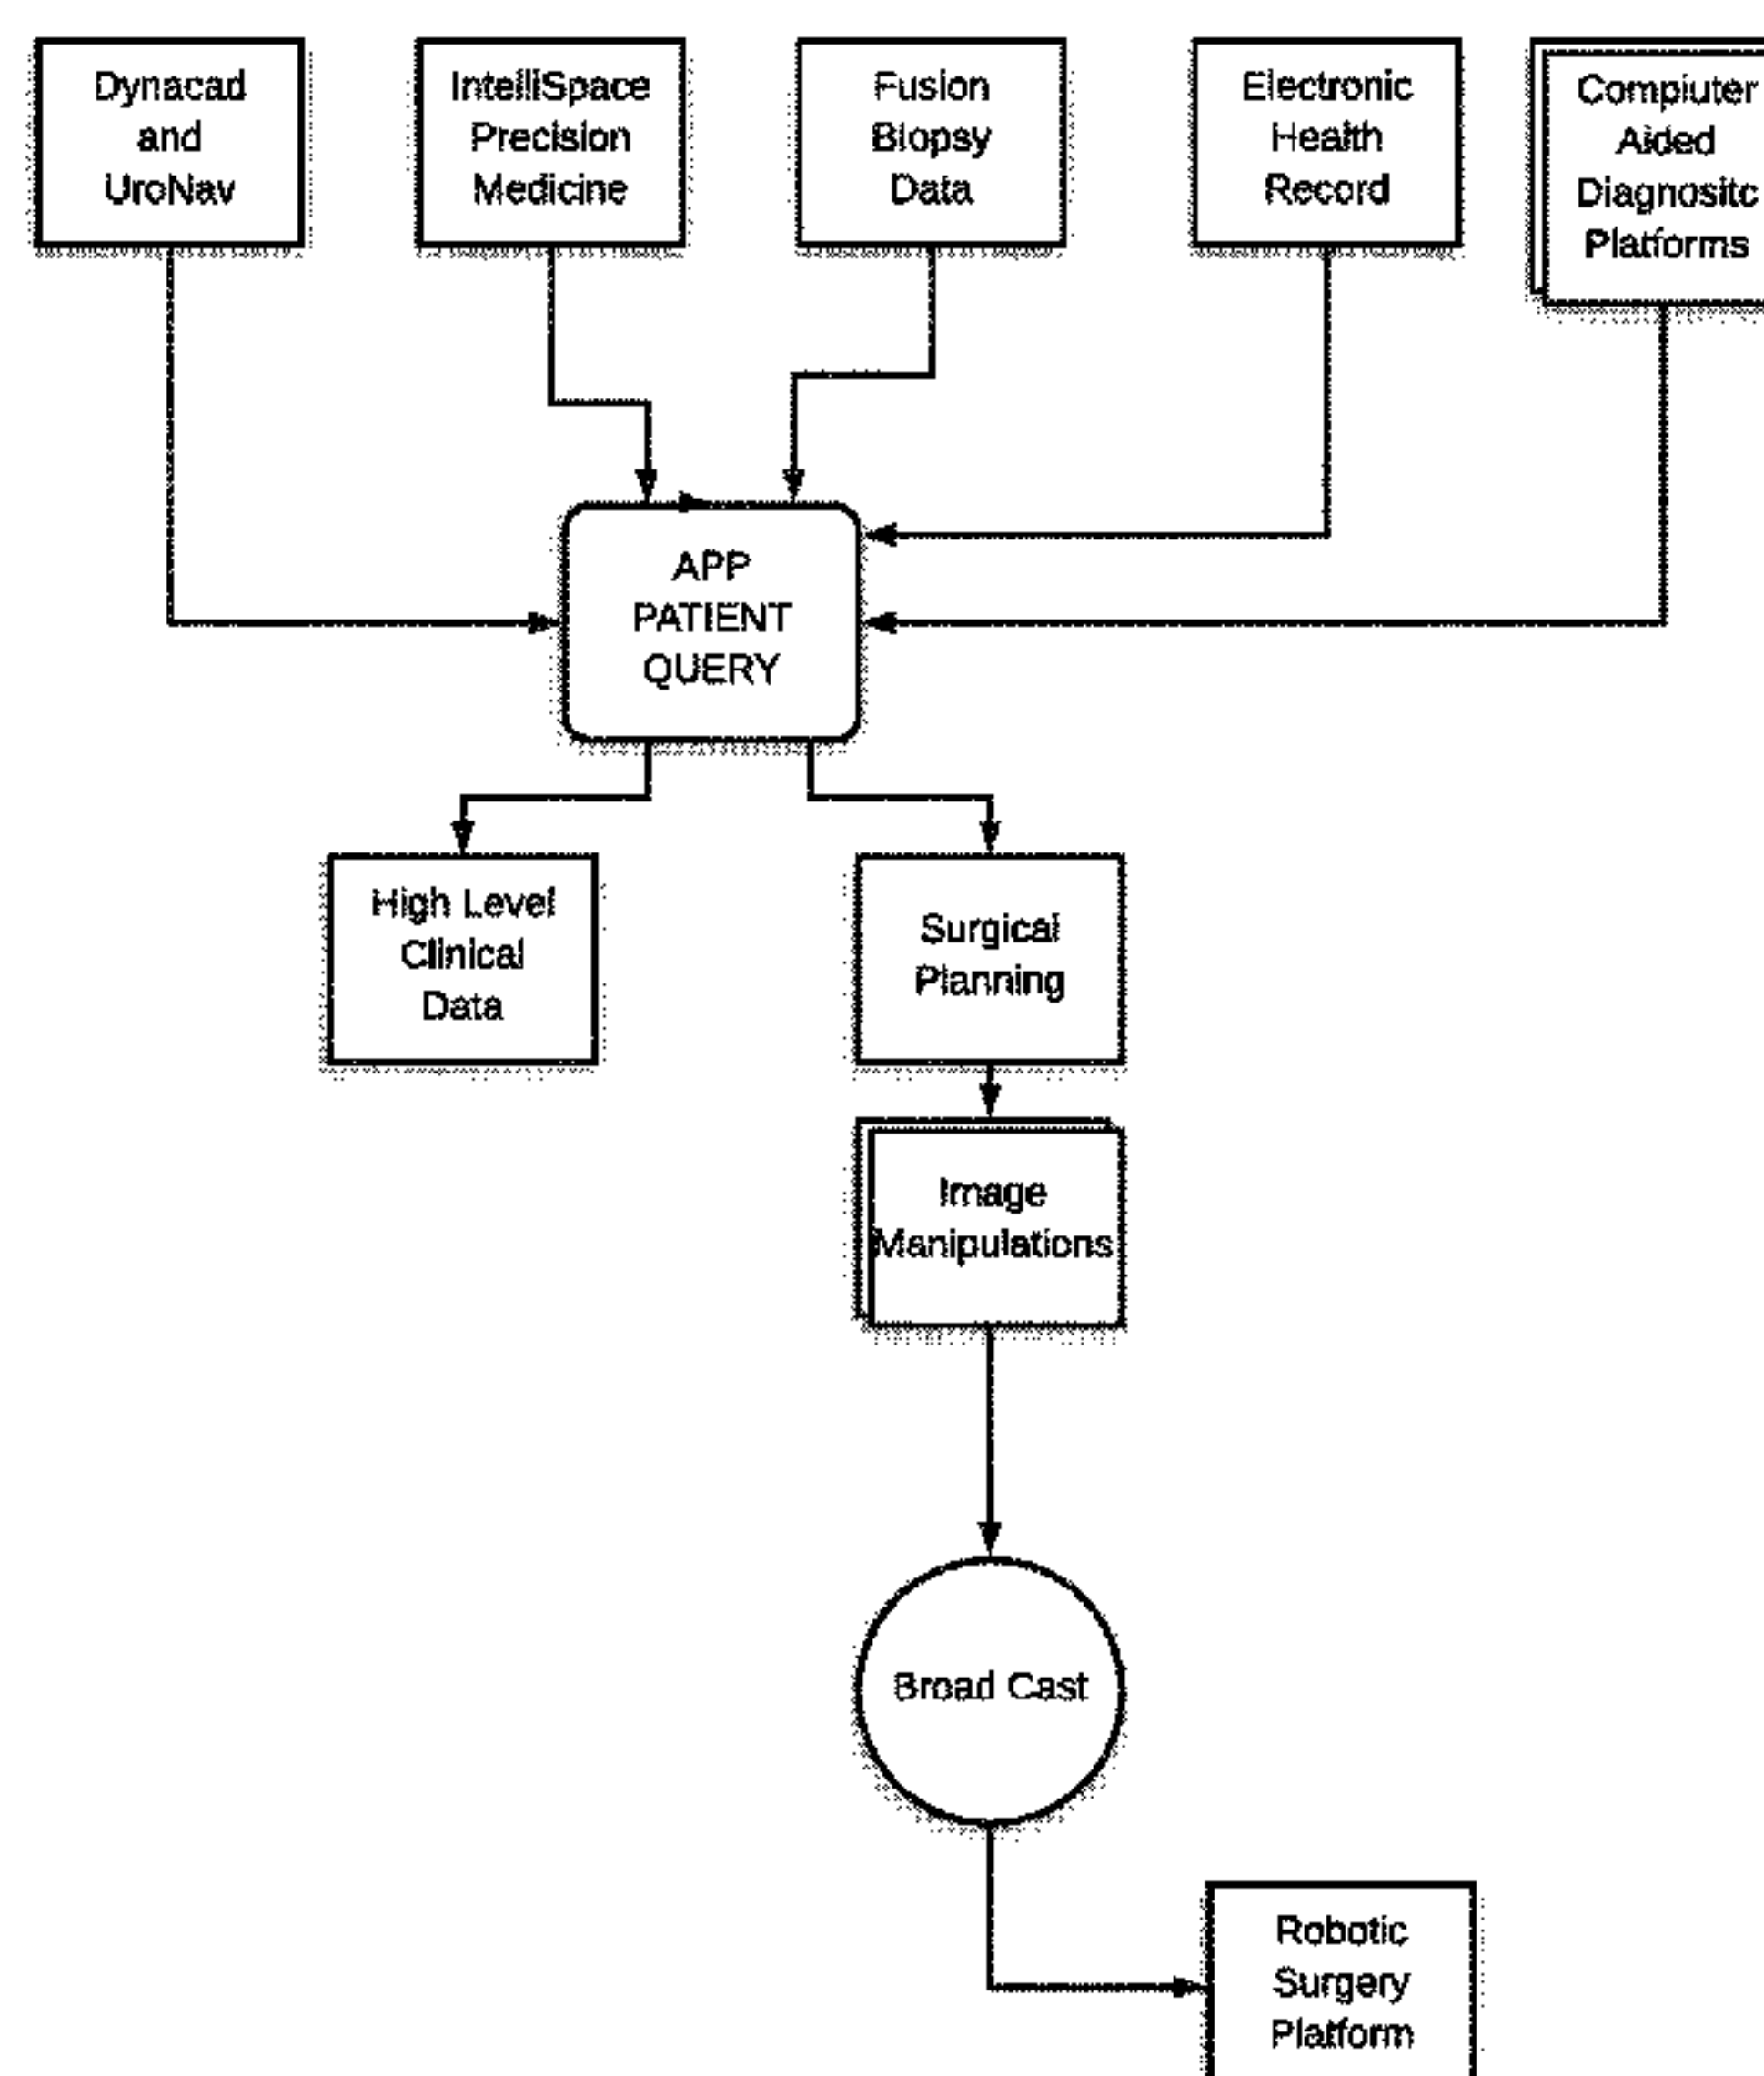 Dynacad
and
UroNav
IntelliSpace
Precision
Medicine
Fusion
Biopsy
Data
Electronic
Health
Record
Compiuter
Aided
Diagnositc
Platforms
APP
PATIENT
QUERY
High Level
Clinical
Data
Surgical
Planning
Image
Manipulations
Broad Cast
Robotic
Surgery
Platform